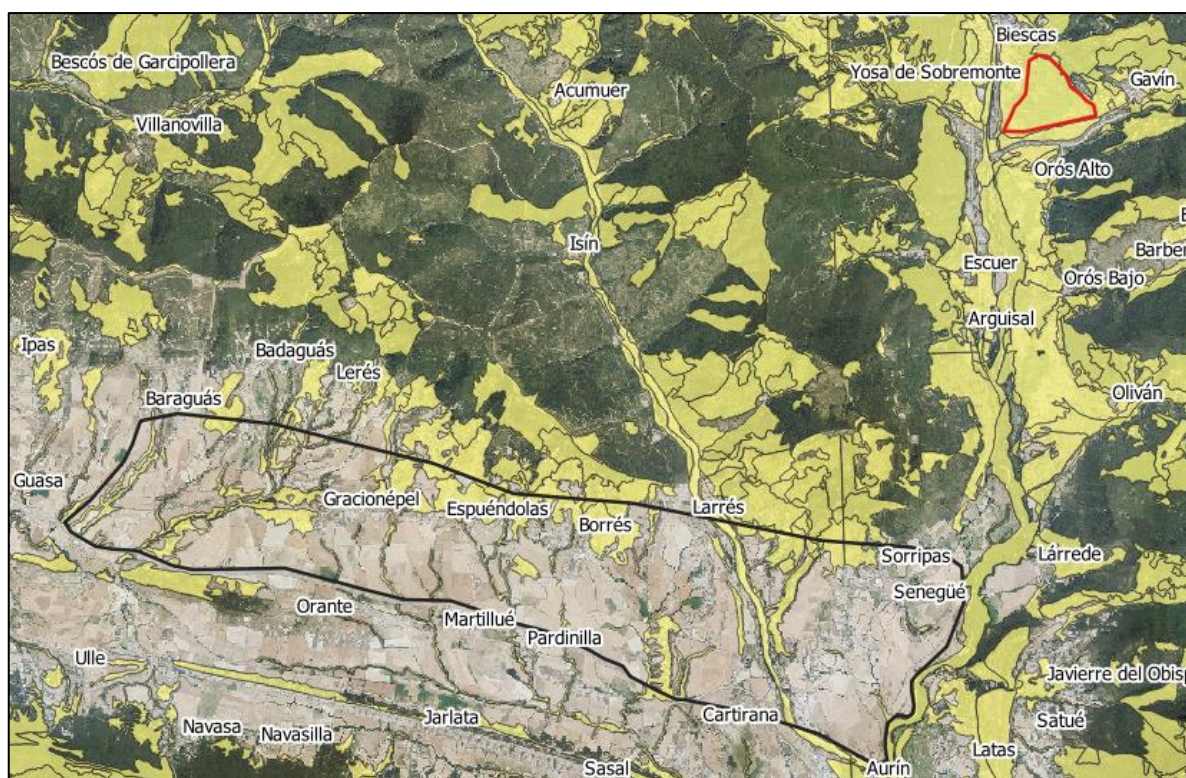 Biescas
Bescós de Garcipollera
Yosa de Sobremonte
Gavín
Acumuer
Villanovilla
Orós Alto
Isín
Barber
Escuer
Orós Bajo
Arguisal
Ipas
Badaguás
Lerés
Oliván
Baraguás
Guasa
Gracionépel
Espuéndolas
Larrés
Borrés
Sorripas
Lárrede
Senegüé
Orante
Martillué
Pardinilla
Ulle
Javierre del Obisp
Navasa
Navasilla
Jarlata
Cartirana
Satué
Latas
Sasal
Aurín